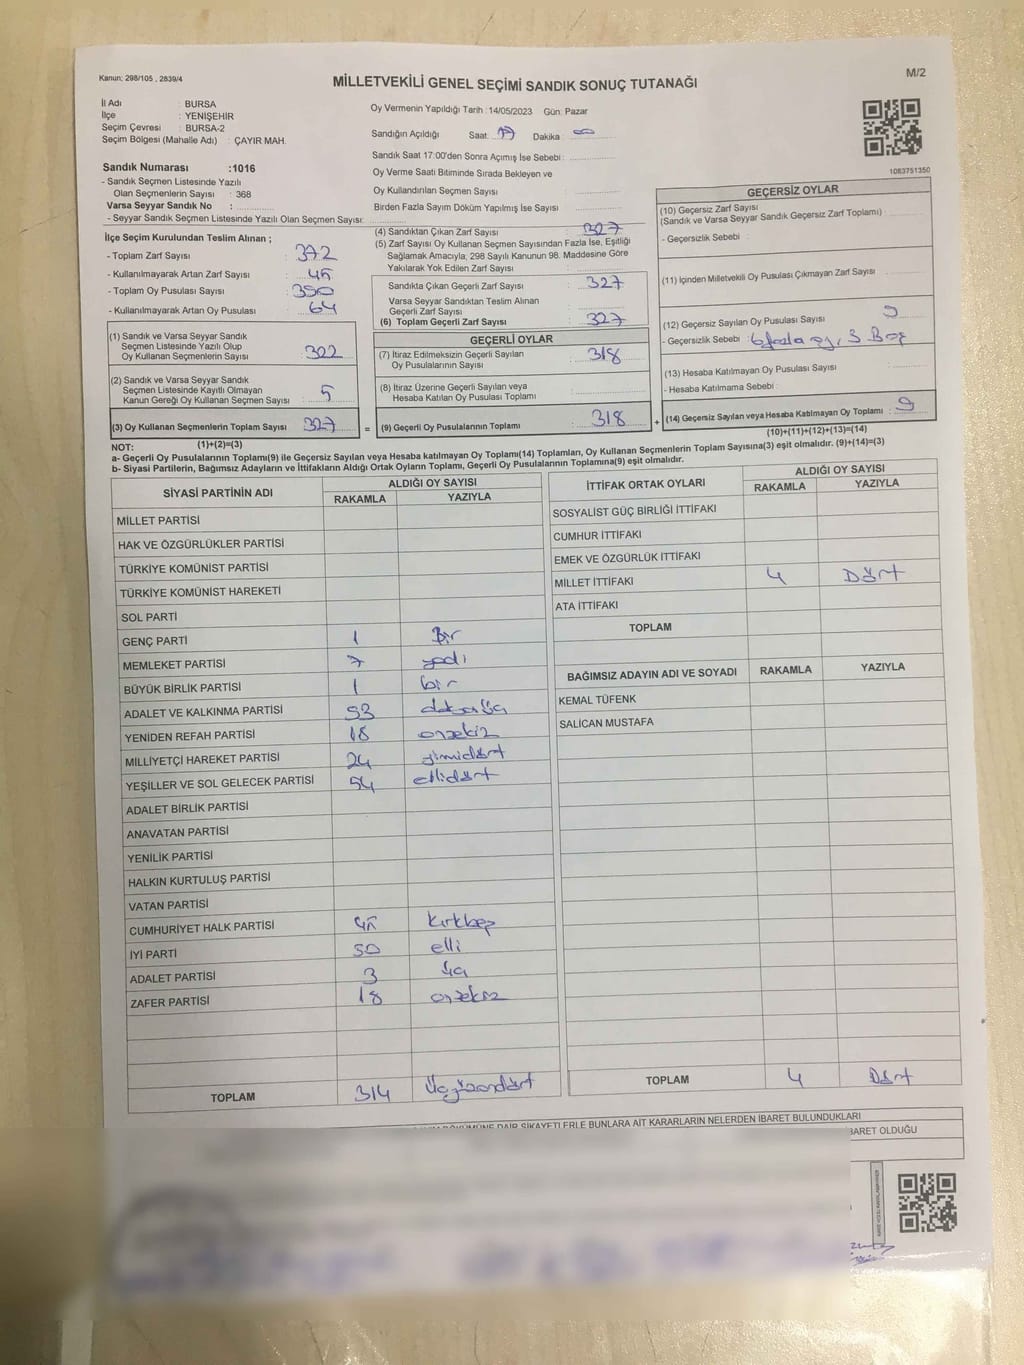 Kanun; 298/105 , 2839/4
MİLLETVEKİLİ GENEL SEÇİMİ SANDIK SONUÇ TUTANAĞI
M/2
İl Adı : BURSA
İlçe : YENİŞEHİR
Seçim Çevresi : BURSA-2
Seçim Bölgesi (Mahalle Adı) : ÇAYIR MAH.
Sandık Numarası :1016
- Sandık Seçmen Listesinde Yazılı
Olan Seçmenlerin Sayısı : 368
Varsa Seyyar Sandık No :
- Seyyar Sandık Seçmen Listesinde Yazılı Olan Seçmen Sayısı:
Oy Vermenin Yapıldığı Tarih :14/05/2023 Gün: Pazar
Sandığın Açıldığı Saat: 17 Dakika : 00
Sandık Saat 17:00'den Sonra Açımış İse Sebebi :
Oy Verme Saati Bitiminde Sırada Bekleyen ve
Oy Kullandırılan Seçmen Sayısı
Birden Fazla Sayım Döküm Yapılmış İse Sayısı
1083751350
İlçe Seçim Kurulundan Teslim Alınan ;
- Toplam Zarf Sayısı : 372
- Kullanılmayarak Artan Zarf Sayısı : 45
- Toplam Oy Pusulası Sayısı : 390
- Kullanılmayarak Artan Oy Pusulası : 64
(1) Sandık ve Varsa Seyyar Sandık
Seçmen Listesinde Yazılı Olup
Oy Kullanan Seçmenlerin Sayısı : 322
(2) Sandık ve Varsa Seyyar Sandık
Seçmen Listesinde Kayıtlı Olmayan
Kanun Gereği Oy Kullanan Seçmen Sayısı : 5
(3) Oy Kullanan Seçmenlerin Toplam Sayısı : 327
(1)+(2)=(3)
(4) Sandıktan Çıkan Zarf Sayısı : 327
(5) Zarf Sayısı Oy Kullanan Seçmen Sayısından Fazla İse, Eşitliği
Sağlamak Amacıyla; 298 Sayılı Kanunun 98. Maddesine Göre
Yakılarak Yok Edilen Zarf Sayısı :
Sandıkta Çıkan Geçerli Zarf Sayısı : 327
Varsa Seyyar Sandıktan Teslim Alınan
Geçerli Zarf Sayısı :
(6) Toplam Geçerli Zarf Sayısı : 327
GEÇERLİ OYLAR
(7) İtiraz Edilmeksizin Geçerli Sayılan
Oy Pusulalarının Sayısı : 318
(8) İtiraz Üzerine Geçerli Sayılan veya
Hesaba Katılan Oy Pusulası Toplamı :
= (9) Geçerli Oy Pusulalarının Toplamı : 318
GEÇERSİZ OYLAR
(10) Geçersiz Zarf Sayısı
(Sandık ve Varsa Seyyar Sandık Geçersiz Zarf Toplamı) :
- Geçersizlik Sebebi :
(11) İçinden Milletvekili Oy Pusulası Çıkmayan Zarf Sayısı :
(12) Geçersiz Sayılan Oy Pusulası Sayısı : 9
- Geçersizlik Sebebi : 6 fazla oy, 3 Boş
(13) Hesaba Katılmayan Oy Pusulası Sayısı :
- Hesaba Katılmama Sebebi :
+ (14) Geçersiz Sayılan veya Hesaba Katılmayan Oy Toplamı : 9
(10)+(11)+(12)+(13)=(14)
NOT:
a- Geçerli Oy Pusulalarının Toplamı(9) ile Geçersiz Sayılan veya Hesaba katılmayan Oy Toplamı(14) Toplamları, Oy Kullanan Seçmenlerin Toplam Sayısına(3) eşit olmalıdır. (9)+(14)=(3)
b- Siyasi Partilerin, Bağımsız Adayların ve İttifakların Aldığı Ortak Oyların Toplamı, Geçerli Oy Pusulalarının Toplamına(9) eşit olmalıdır.
SİYASİ PARTİNİN ADI ALDIĞI OY SAYISI
RAKAMLA YAZIYLA
MİLLET PARTİSİ
HAK VE ÖZGÜRLÜKLER PARTİSİ
TÜRKİYE KOMÜNİST PARTİSİ
TÜRKİYE KOMÜNİST HAREKETİ
SOL PARTİ
GENÇ PARTİ 1 Bir
MEMLEKET PARTİSİ 7 yedi
BÜYÜK BİRLİK PARTİSİ 1 bir
ADALET VE KALKINMA PARTİSİ 93 doksanüç
YENİDEN REFAH PARTİSİ 18 onsekiz
MİLLİYETÇİ HAREKET PARTİSİ 24 yirmidört
YEŞİLLER VE SOL GELECEK PARTİSİ 54 ellidört
ADALET BİRLİK PARTİSİ
ANAVATAN PARTİSİ
YENİLİK PARTİSİ
HALKIN KURTULUŞ PARTİSİ
VATAN PARTİSİ
CUMHURİYET HALK PARTİSİ 45 kırkbeş
İYİ PARTİ 50 elli
ADALET PARTİSİ 3 üç
ZAFER PARTİSİ 18 onsekiz
TOPLAM 314 Üçyüzondört
İTTİFAK ORTAK OYLARI ALDIĞI OY SAYISI
RAKAMLA YAZIYLA
SOSYALİST GÜÇ BİRLİĞİ İTTİFAKI
CUMHUR İTTİFAKI
EMEK VE ÖZGÜRLÜK İTTİFAKI
MİLLET İTTİFAKI 4 Dört
ATA İTTİFAKI
TOPLAM
BAĞIMSIZ ADAYIN ADI VE SOYADI RAKAMLA YAZIYLA
KEMAL TÜFENK
SALİCAN MUSTAFA
TOPLAM 4 Dört
DAİR ŞİKAYETLERLE BUNLARA AİT KARARLARIN NELERDEN İBARET BULUNDUKLARI
BARET OLDUĞU